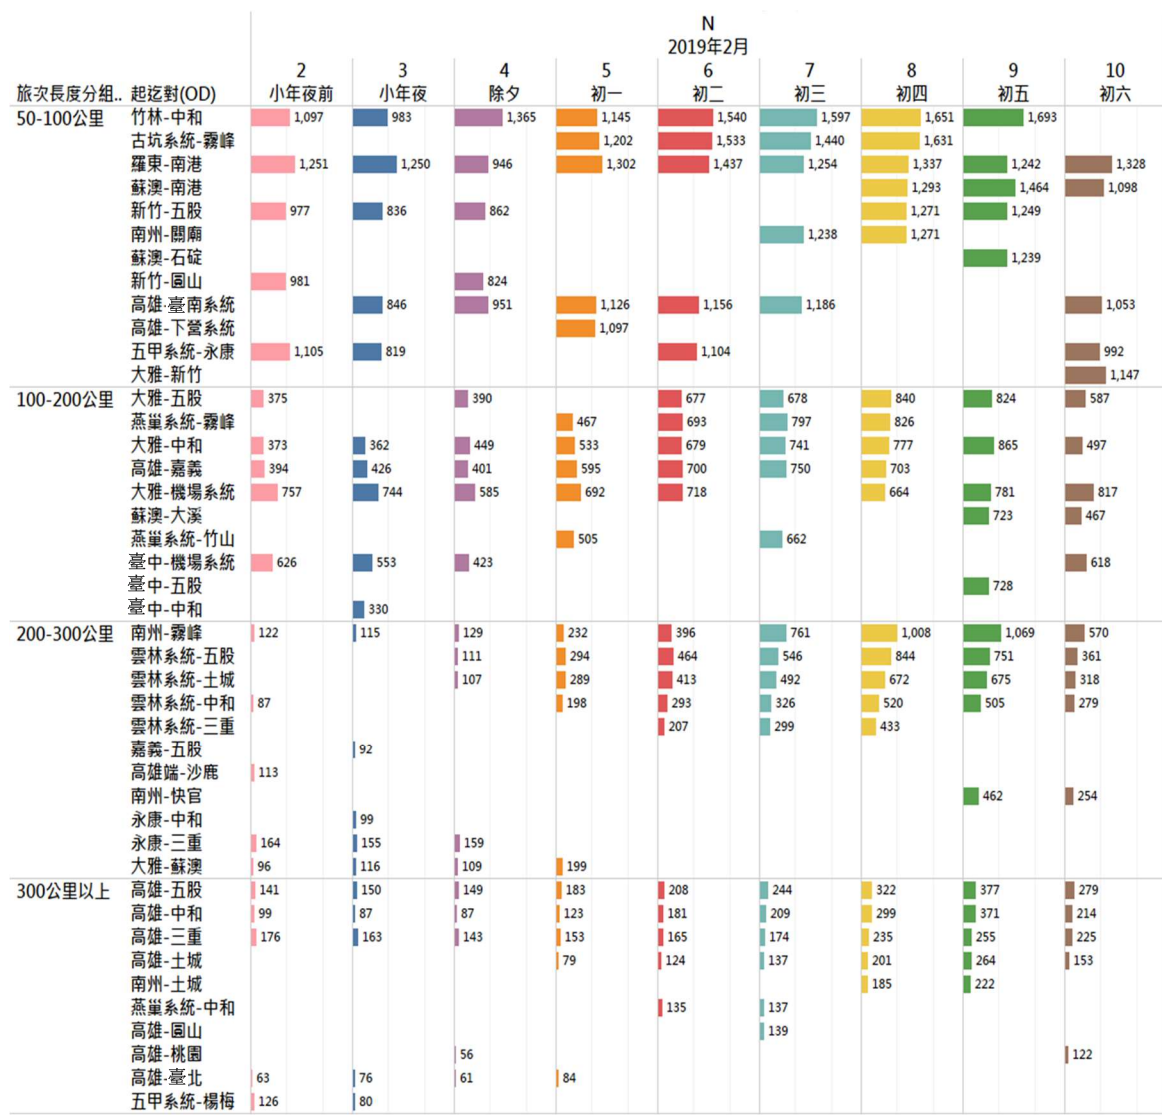 N
2019年2月
2 3 4 5 6 7 8 9 10
旅次長度分組.. 起迄對(OD) 小年夜前 小年夜 除夕 初一 初二 初三 初四 初五 初六
50-100公里 竹林-中和 1,097 983 1,365 1,145 1,540 1,597 1,651 1,693
古坑系統-霧峰 1,202 1,533 1,440 1,631
羅東-南港 1,251 1,250 946 1,302 1,437 1,254 1,337 1,242 1,328
蘇澳-南港 1,293 1,464 1,098
新竹-五股 977 836 862 1,271 1,249
南州-關廟 1,238 1,271
蘇澳-石碇 1,239
新竹-圓山 981 824
高雄-臺南系統 846 951 1,126 1,156 1,186 1,053
高雄-下營系統 1,097
五甲系統-永康 1,105 819 1,104 992
大雅-新竹 1,147
100-200公里 大雅-五股 375 390 677 678 840 824 587
燕巢系統-霧峰 467 693 797 826
大雅-中和 373 362 449 533 679 741 777 865 497
高雄-嘉義 394 426 401 595 700 750 703
大雅-機場系統 757 744 585 692 718 664 781 817
蘇澳-大溪 723 467
燕巢系統-竹山 505 662
臺中-機場系統 626 553 423 618
臺中-五股 728
臺中-中和 330
200-300公里 南州-霧峰 122 115 129 232 396 761 1,008 1,069 570
雲林系統-五股 111 294 464 546 844 751 361
雲林系統-土城 107 289 413 492 672 675 318
雲林系統-中和 87 198 293 326 520 505 279
雲林系統-三重 207 299 433
嘉義-五股 92
高雄端-沙鹿 113
南州-快官 462 254
永康-中和 99
永康-三重 164 155 159
大雅-蘇澳 96 116 109 199
300公里以上 高雄-五股 141 150 149 183 208 244 322 377 279
高雄-中和 99 87 87 123 181 209 299 371 214
高雄-三重 176 163 143 153 165 174 235 255 225
高雄-土城 79 124 137 201 264 153
南州-土城 185 222
燕巢系統-中和 135 137
高雄-圓山 139
高雄-桃園 56 122
高雄-臺北 63 76 61 84
五甲系統-楊梅 126 80